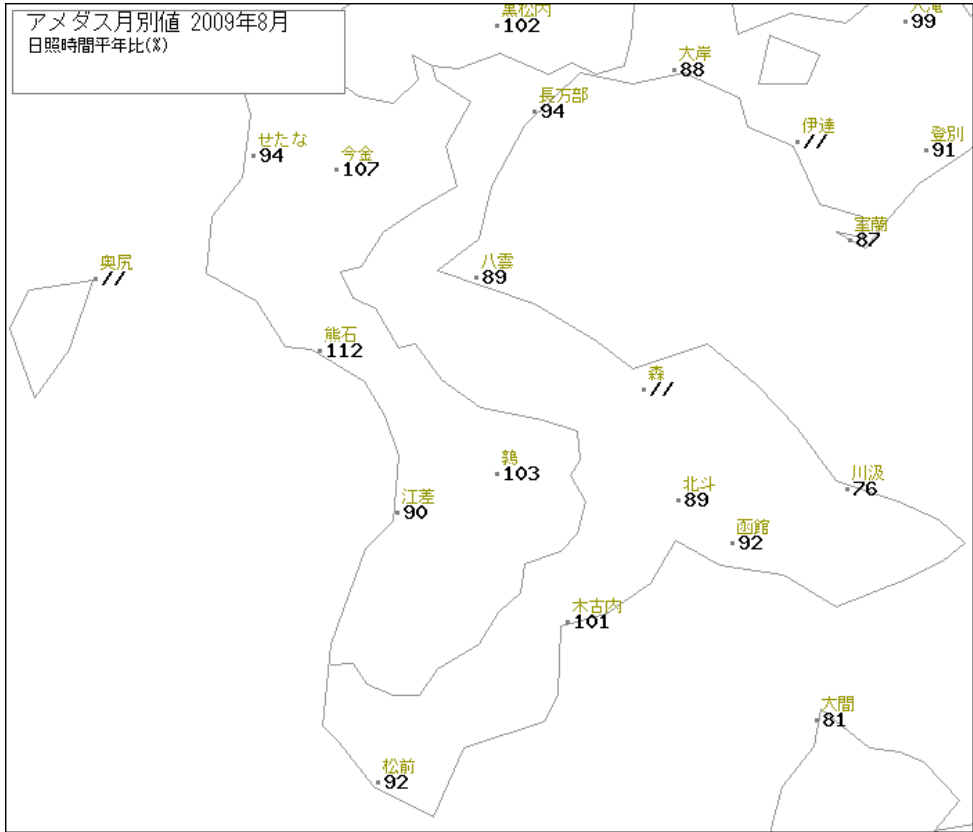 アメダス月別値 2009年8月
日照時間平年比(%)
黒松内
102
大滝
99
大岸
88
長万部
94
伊達
//
登別
91
せたな
94
今金
107
室蘭
87
奥尻
//
八雲
89
熊石
112
森
//
鶉
103
北斗
89
川汲
76
江差
90
函館
92
木古内
101
大間
81
松前
92